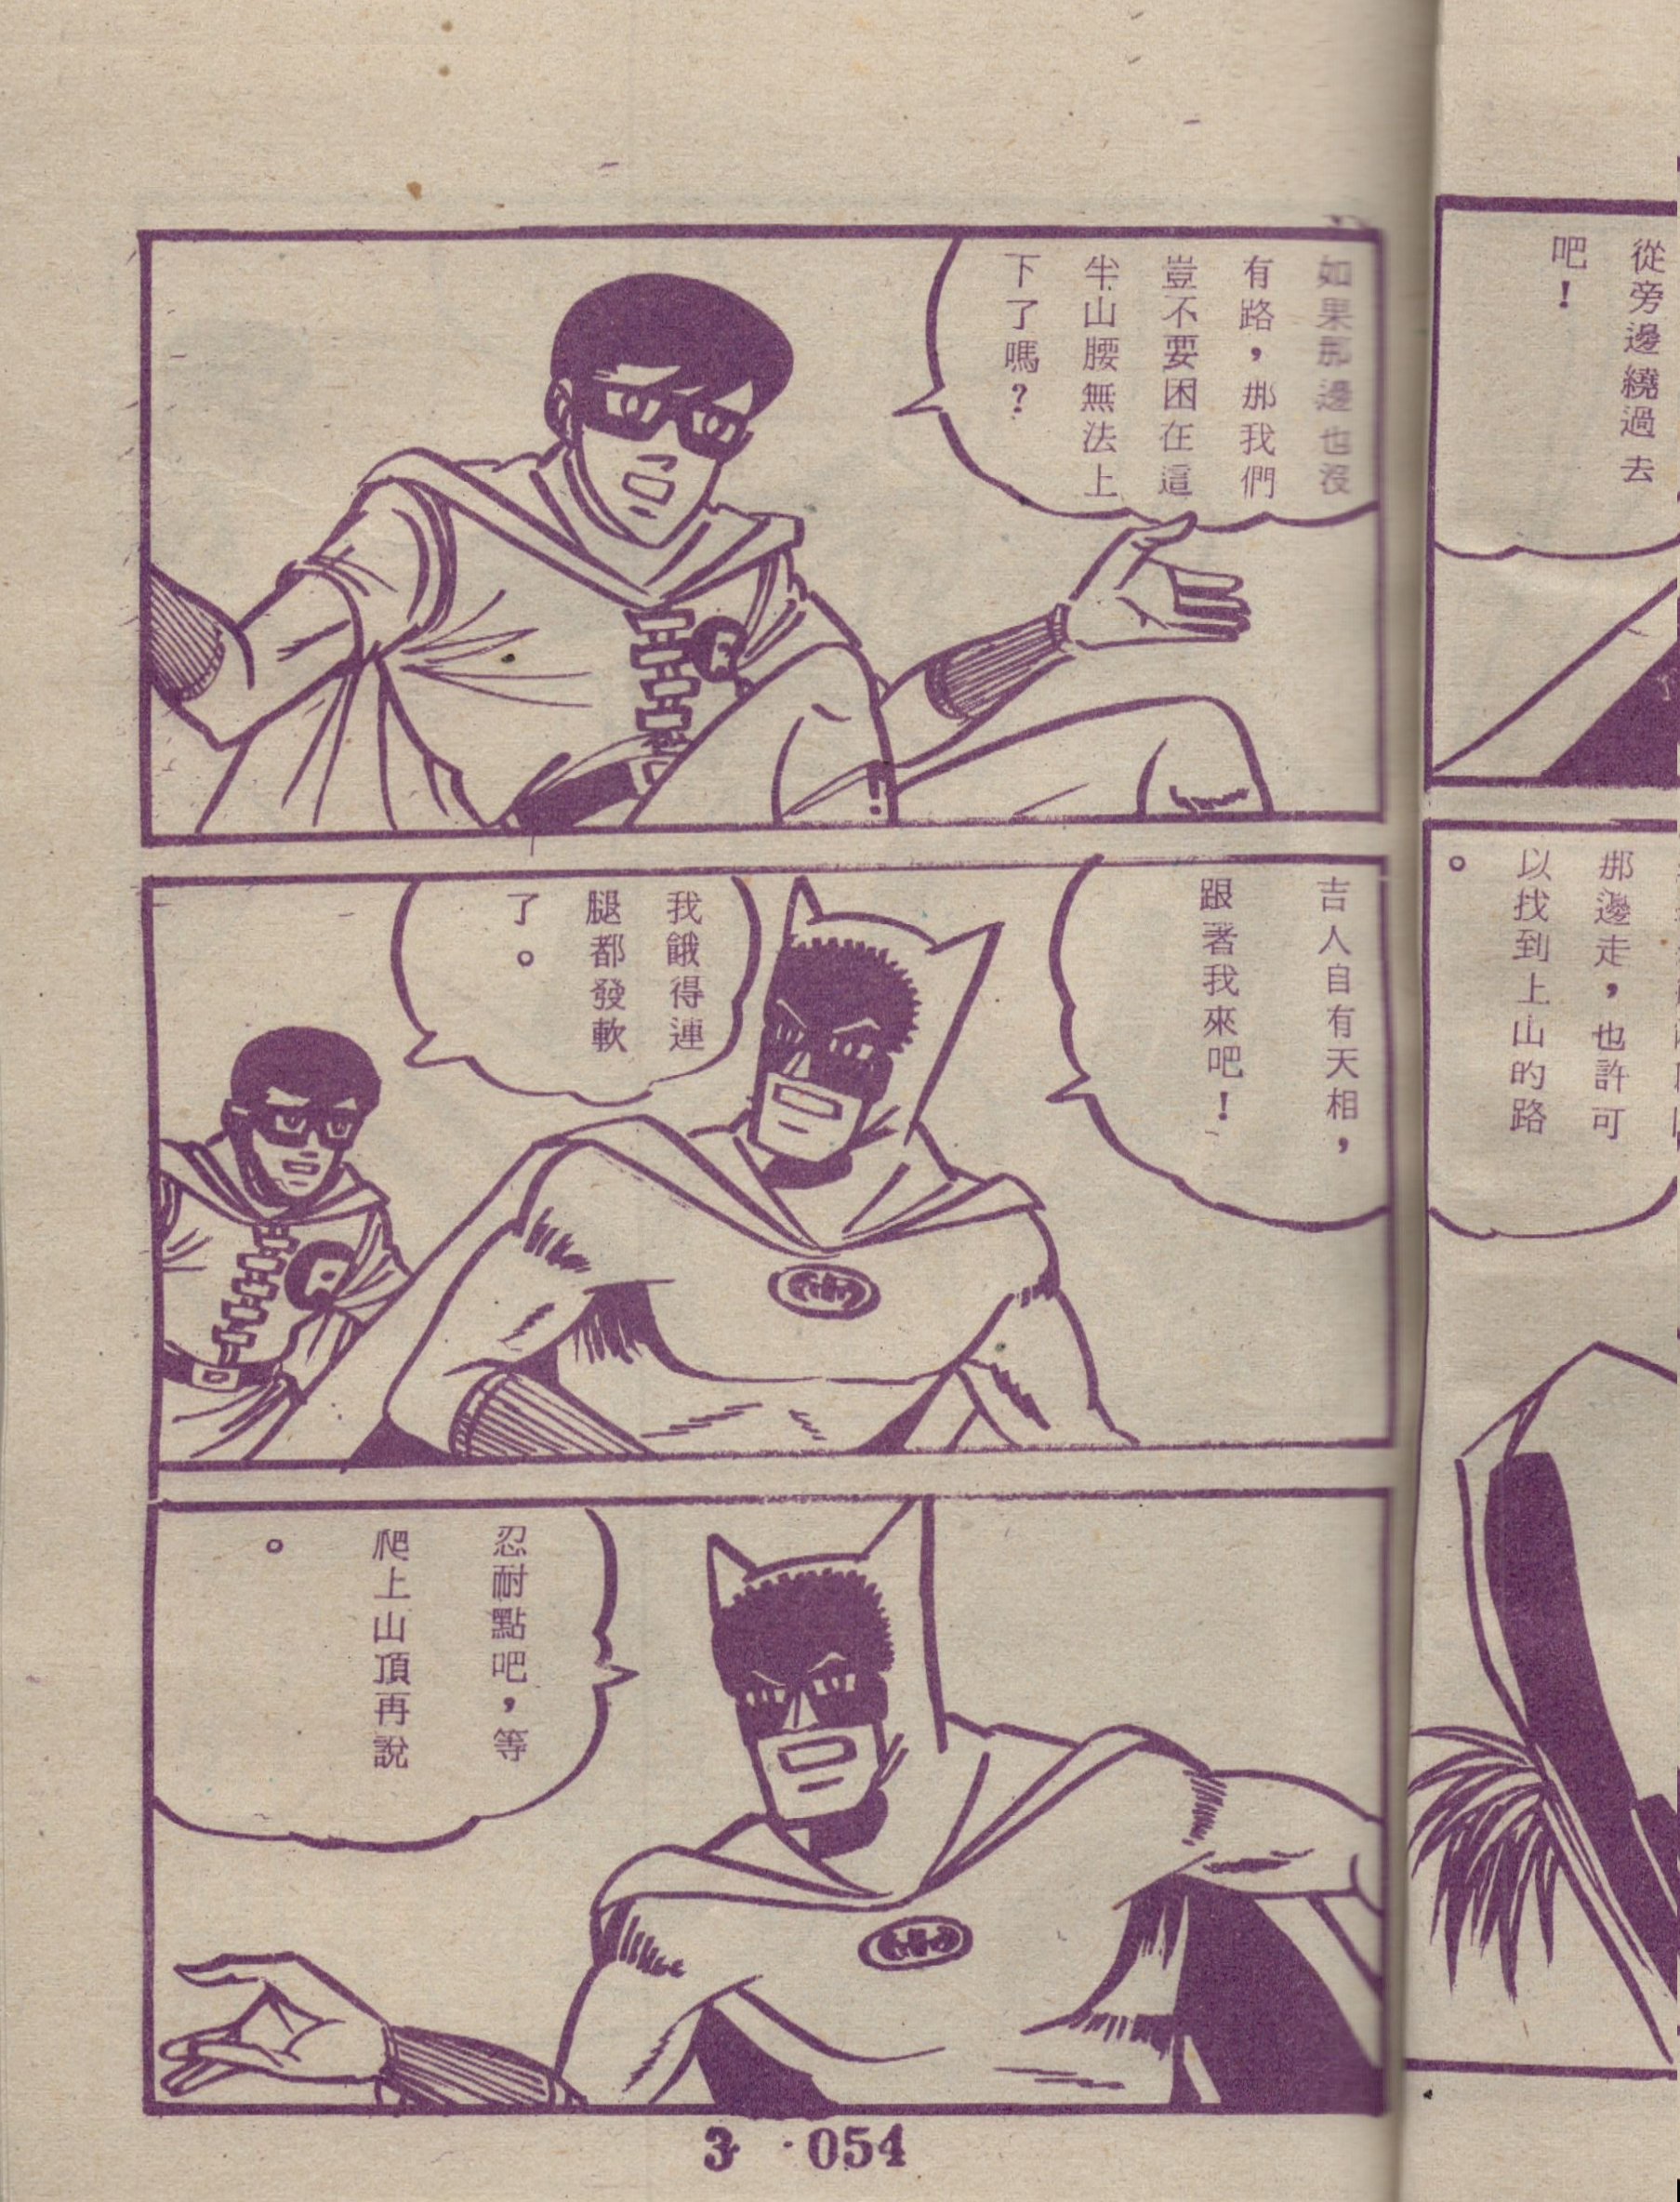 從旁邊繞過去
吧！
那邊走，也許可
以找到上山的路
。
如果那邊也沒
有路，那我們
豈不要困在這
半山腰無法上
下了嗎？
R
吉人自有天相，
跟著我來吧！
我餓得連
腿都發軟
了。
R
忍耐點吧，等
爬上山頂再說
。
3 · 054